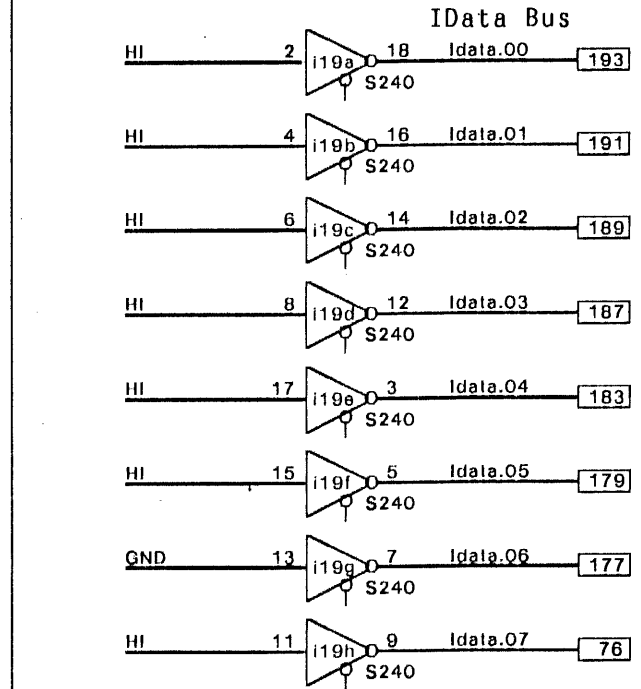 IData Bus
HI 2 i19a 18 Idata.00 193
S240
HI 4 i19b 16 Idata.01 191
S240
HI 6 i19c 14 Idata.02 189
S240
HI 8 i19d 12 Idata.03 187
S240
HI 17 i19e 3 Idata.04 183
S240
HI 15 i19f 5 Idata.05 179
S240
GND 13 i19g 7 Idata.06 177
S240
HI 11 i19h 9 Idata.07 76
S240